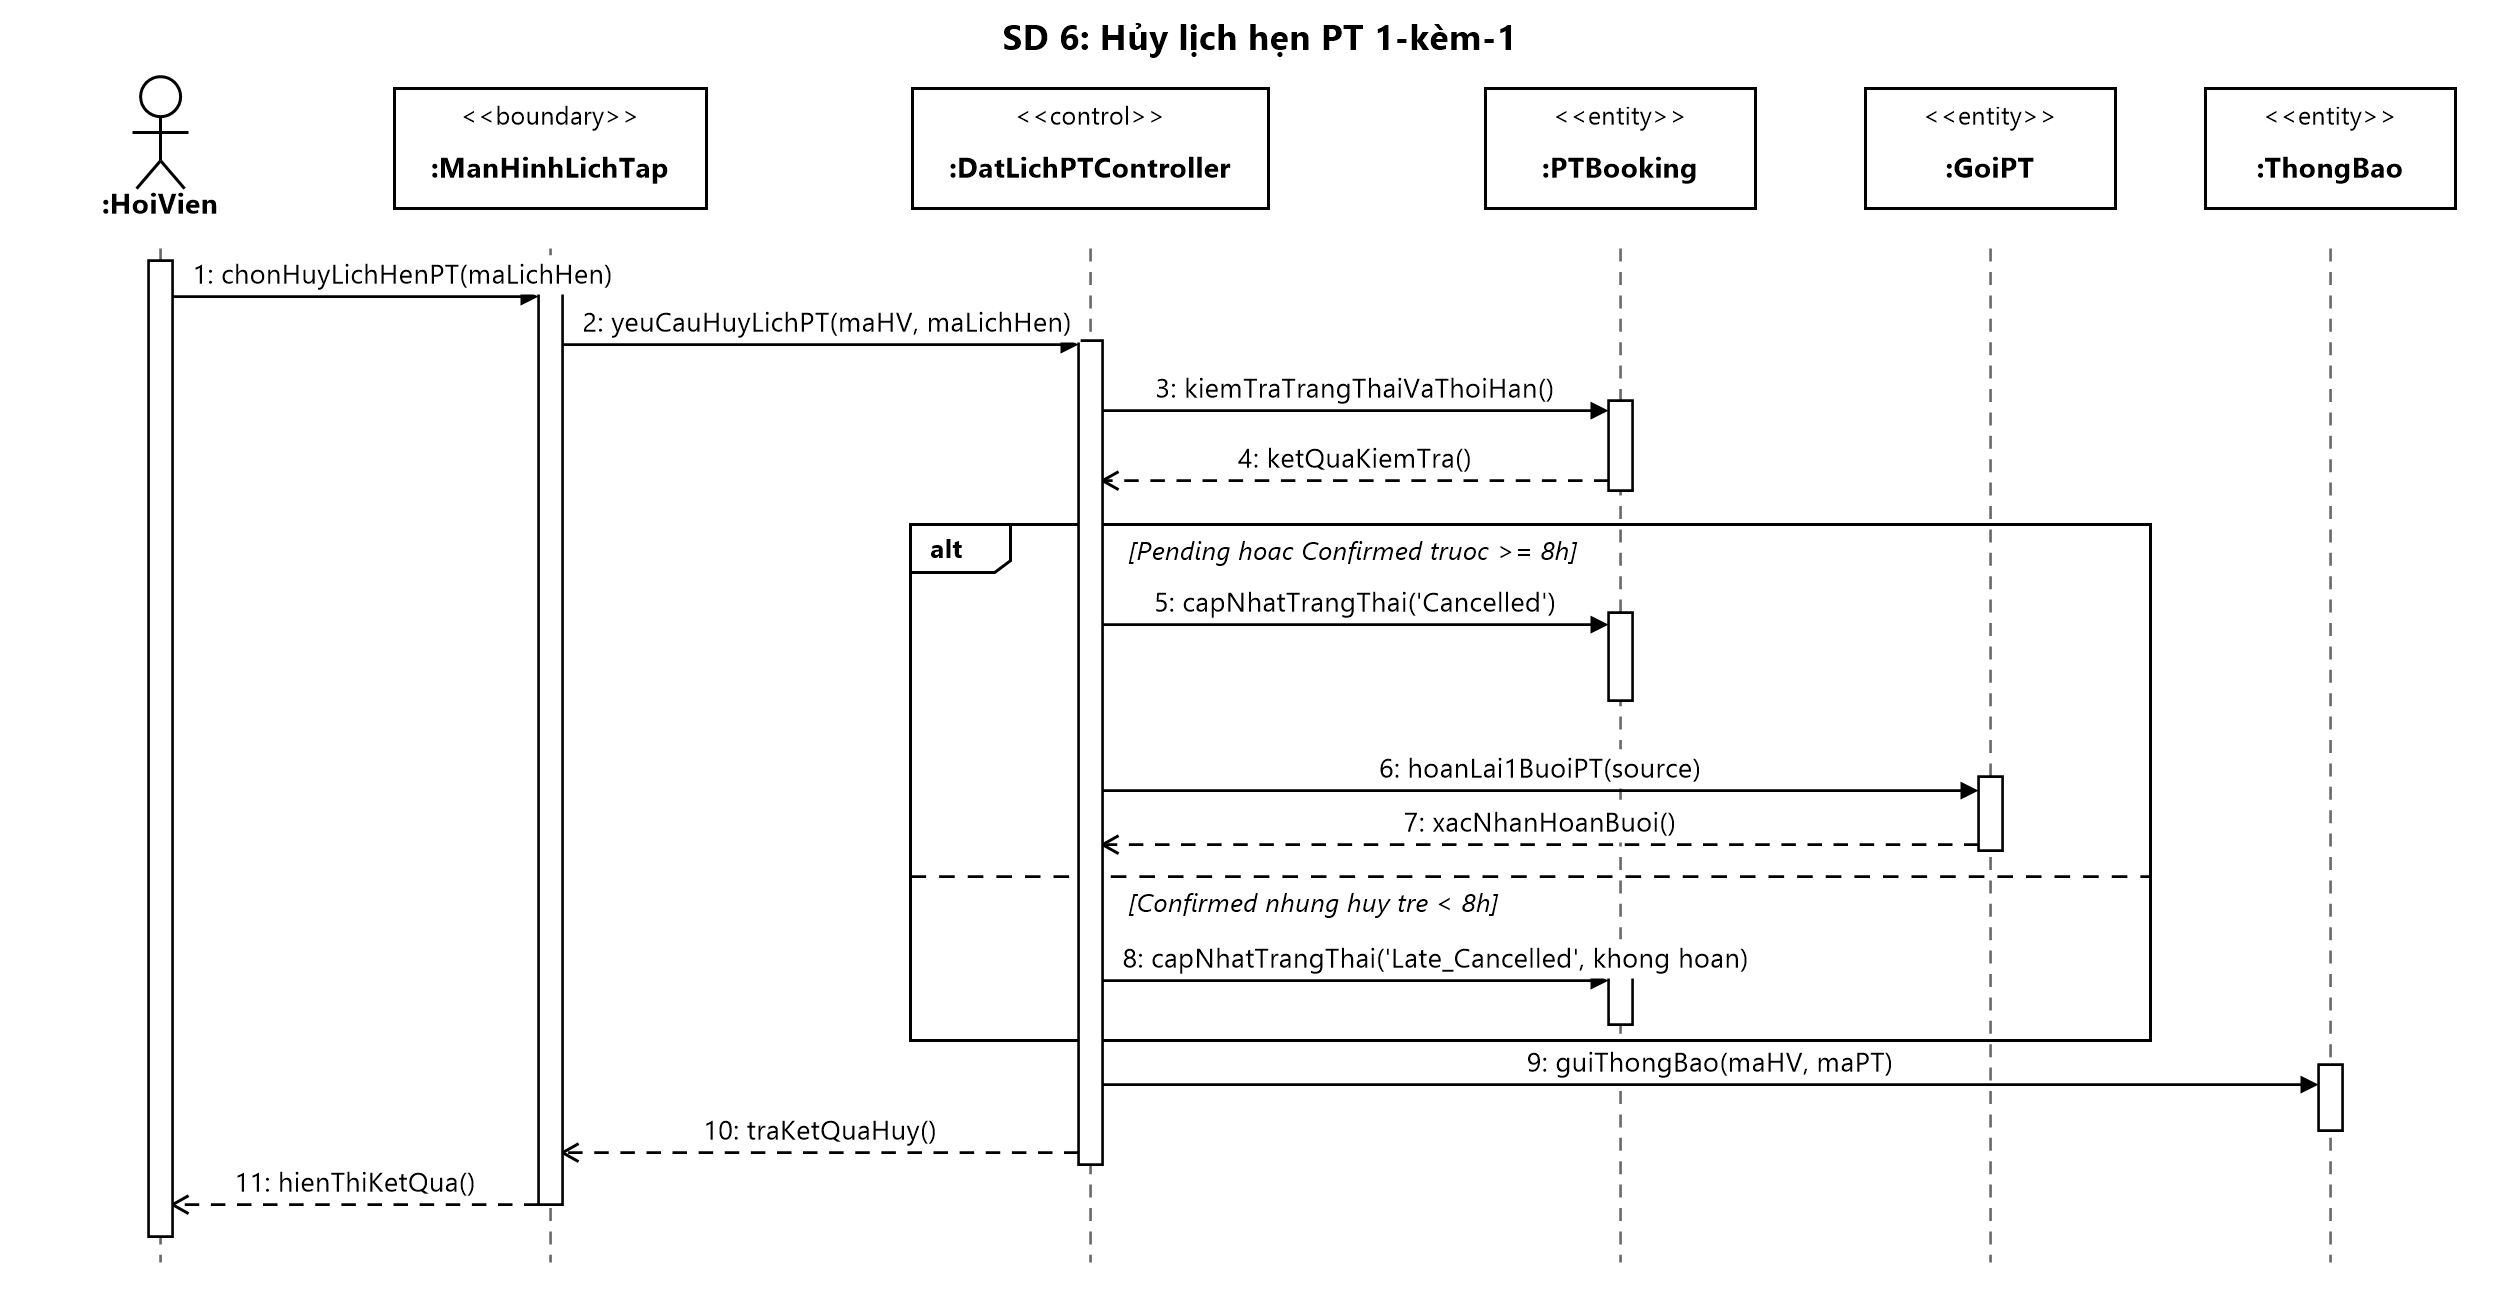 SD 6: Hủy lịch hẹn PT 1-kèm-1
:HoiVien
<<boundary>>
:ManHinhLichTap
<<control>>
:DatLichPTController
<<entity>>
:PTBooking
<<entity>>
:GoiPT
<<entity>>
:ThongBao
1: chonHuyLichHenPT(maLichHen)
2: yeuCauHuyLichPT(maHV, maLichHen)
3: kiemTraTrangThaiVaThoiHan()
4: ketQuaKiemTra()
alt
[Pending hoac Confirmed truoc >= 8h]
5: capNhatTrangThai('Cancelled')
6: hoanLai1BuoiPT(source)
7: xacNhanHoanBuoi()
[Confirmed nhung huy tre < 8h]
8: capNhatTrangThai('Late_Cancelled', khong hoan)
9: guiThongBao(maHV, maPT)
10: traKetQuaHuy()
11: hienThiKetQua()